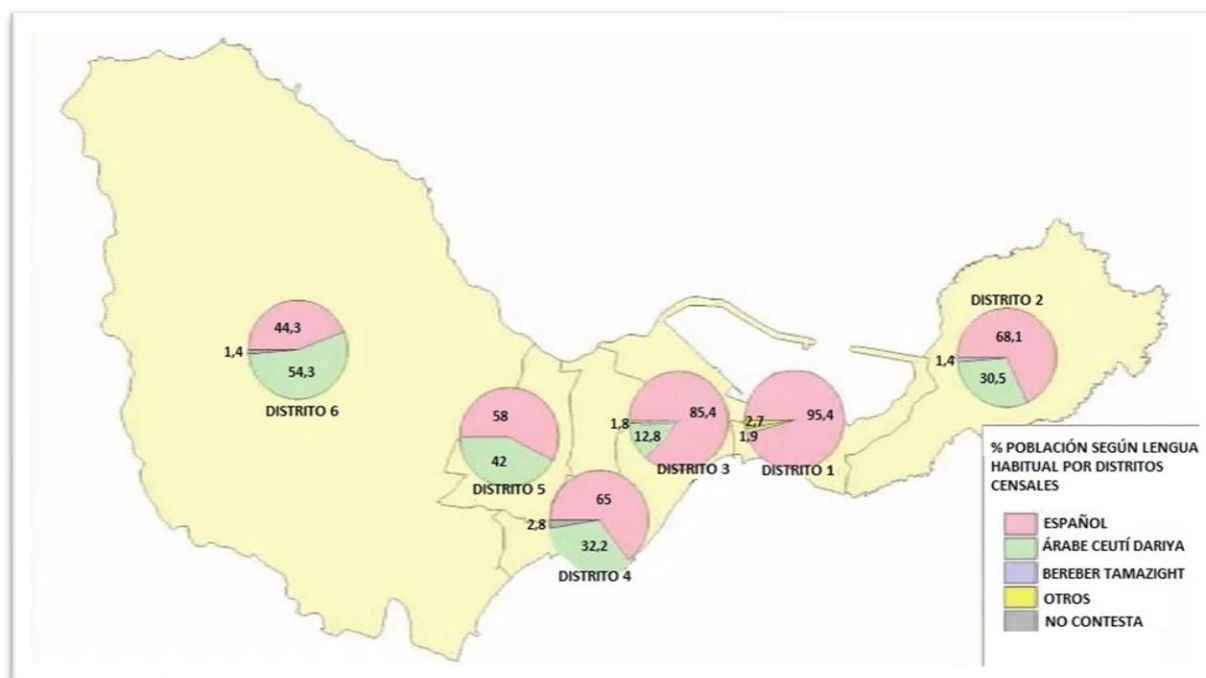 44,3
1,4
54,3
DISTRITO 6
58
42
DISTRITO 5
65
2,8
32,2
DISTRITO 4
85,4
1,8
12,8
DISTRITO 3
95,4
2,7
1,9
DISTRITO 1
DISTRITO 2
68,1
1,4
30,5
% POBLACIÓN SEGÚN LENGUA
HABITUAL POR DISTRITOS
CENSALES
ESPAÑOL
ÁRABE CEUTÍ DARIYA
BEREBER TAMAZIGHT
OTROS
NO CONTESTA